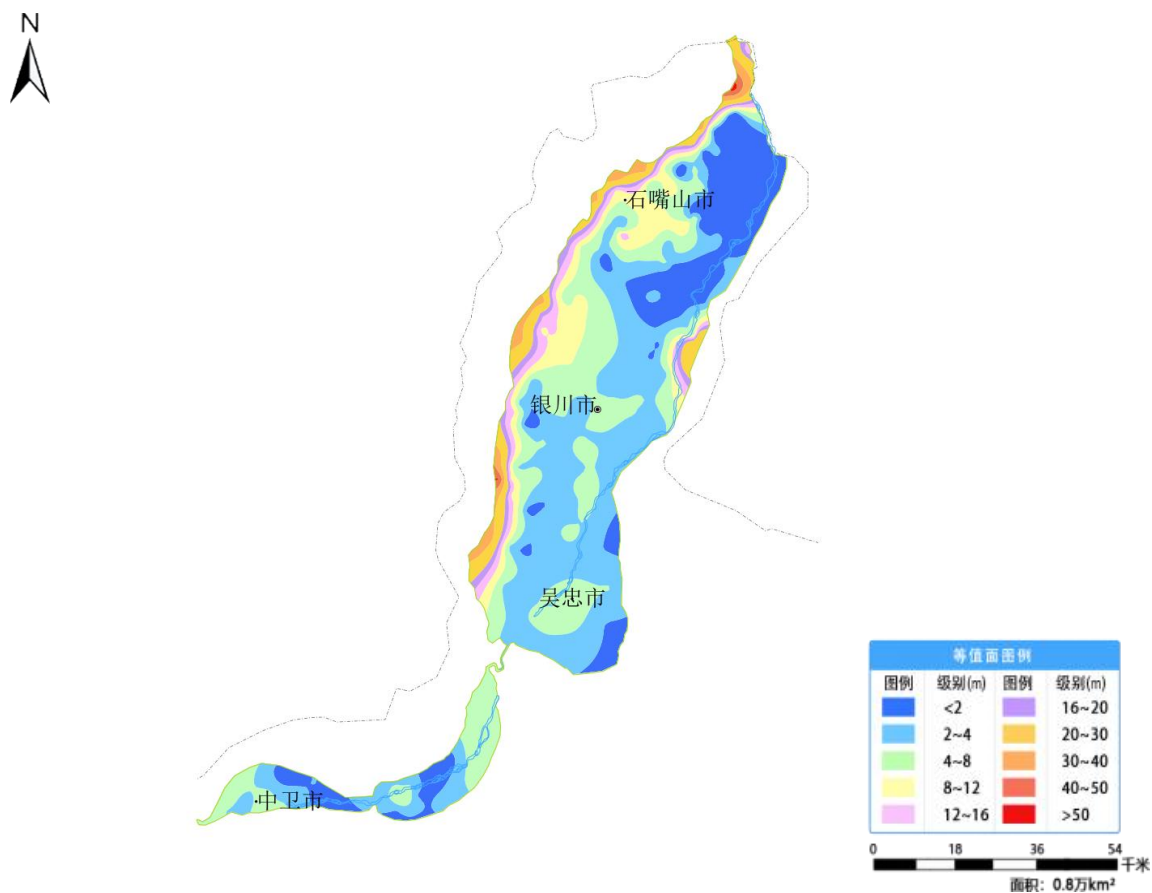 N
石嘴山市
银川市
吴忠市
中卫市
等值面图例
图例 级别(m) 图例 级别(m)
<2 16~20
2~4 20~30
4~8 30~40
8~12 40~50
12~16 >50
0 18 36 54 千米
面积：0.8万km²